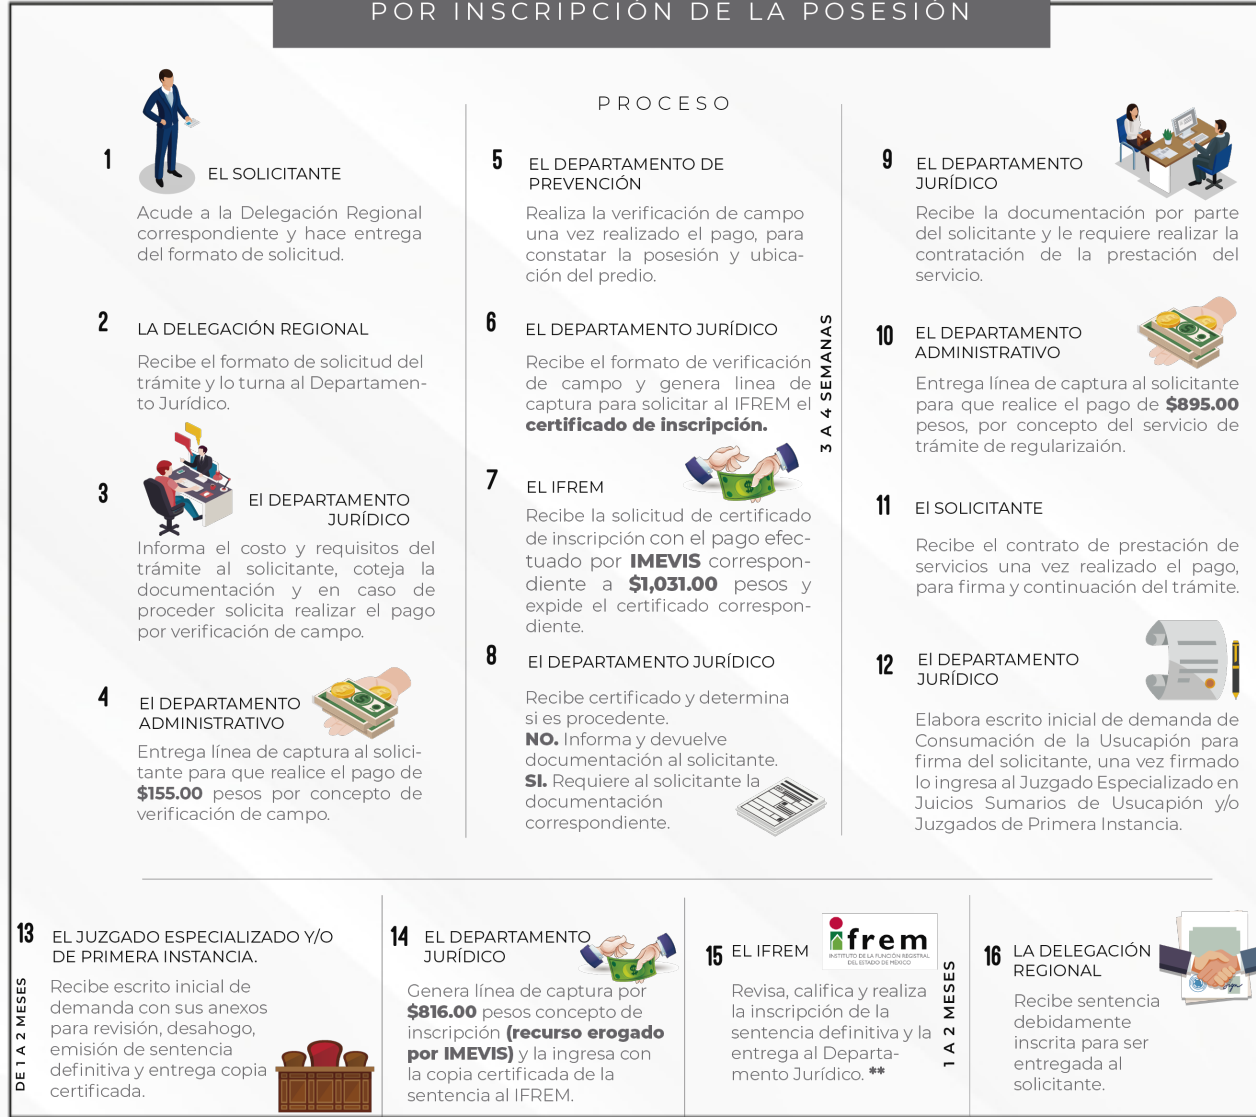 POR INSCRIPCIÓN DE LA POSESIÓN
PROCESO
1
EL SOLICITANTE
Acude a la Delegación Regional
correspondiente y hace entrega
del formato de solicitud.
2
LA DELEGACIÓN REGIONAL
Recibe el formato de solicitud del
trámite y lo turna al Departamen-
to Jurídico.
3
El DEPARTAMENTO
JURÍDICO
Informa el costo y requisitos del
trámite al solicitante, coteja la
documentación y en caso de
proceder solicita realizar el pago
por verificación de campo.
4
El DEPARTAMENTO
ADMINISTRATIVO
Entrega línea de captura al solici-
tante para que realice el pago de
$155.00 pesos por concepto de
verificación de campo.
5
EL DEPARTAMENTO DE
PREVENCIÓN
Realiza la verificación de campo
una vez realizado el pago, para
constatar la posesión y ubica-
ción del predio.
6
EL DEPARTAMENTO JURÍDICO
Recibe el formato de verificación
de campo y genera linea de
captura para solicitar al IFREM el
certificado de inscripción.
3 A 4 SEMANAS
7
EL IFREM
Recibe la solicitud de certificado
de inscripción con el pago efec-
tuado por IMEVIS correspon-
diente a $1,031.00 pesos y
expide el certificado correspon-
diente.
8
El DEPARTAMENTO JURÍDICO
Recibe certificado y determina
si es procedente.
NO. Informa y devuelve
documentación al solicitante.
SI. Requiere al solicitante la
documentación
correspondiente.
9
EL DEPARTAMENTO
JURÍDICO
Recibe la documentación por parte
del solicitante y le requiere realizar la
contratación de la prestación del
servicio.
10
EL DEPARTAMENTO
ADMINISTRATIVO
Entrega línea de captura al solicitante
para que realice el pago de $895.00
pesos, por concepto del servicio de
trámite de regularizaión.
11
El SOLICITANTE
Recibe el contrato de prestación de
servicios una vez realizado el pago,
para firma y continuación del trámite.
12
El DEPARTAMENTO
JURÍDICO
Elabora escrito inicial de demanda de
Consumación de la Usucapión para
firma del solicitante, una vez firmado
lo ingresa al Juzgado Especializado en
Juicios Sumarios de Usucapión y/o
Juzgados de Primera Instancia.
13
EL JUZGADO ESPECIALIZADO Y/O
DE PRIMERA INSTANCIA.
Recibe escrito inicial de
demanda con sus anexos
para revisión, desahogo,
emisión de sentencia
definitiva y entrega copia
certificada.
DE 1 A 2 MESES
14
EL DEPARTAMENTO
JURÍDICO
Genera línea de captura por
$816.00 pesos concepto de
inscripción (recurso erogado
por IMEVIS) y la ingresa con
la copia certificada de la
sentencia al IFREM.
15
EL IFREM
ifrem
INSTITUTO DE LA FUNCIÓN REGISTRAL
DEL ESTADO DE MÉXICO
Revisa, califica y realiza
la inscripción de la
sentencia definitiva y la
entrega al Departa-
mento Jurídico. **
1 A 2 MESES
16
LA DELEGACIÓN
REGIONAL
Recibe sentencia
debidamente
inscrita para ser
entregada al
solicitante.